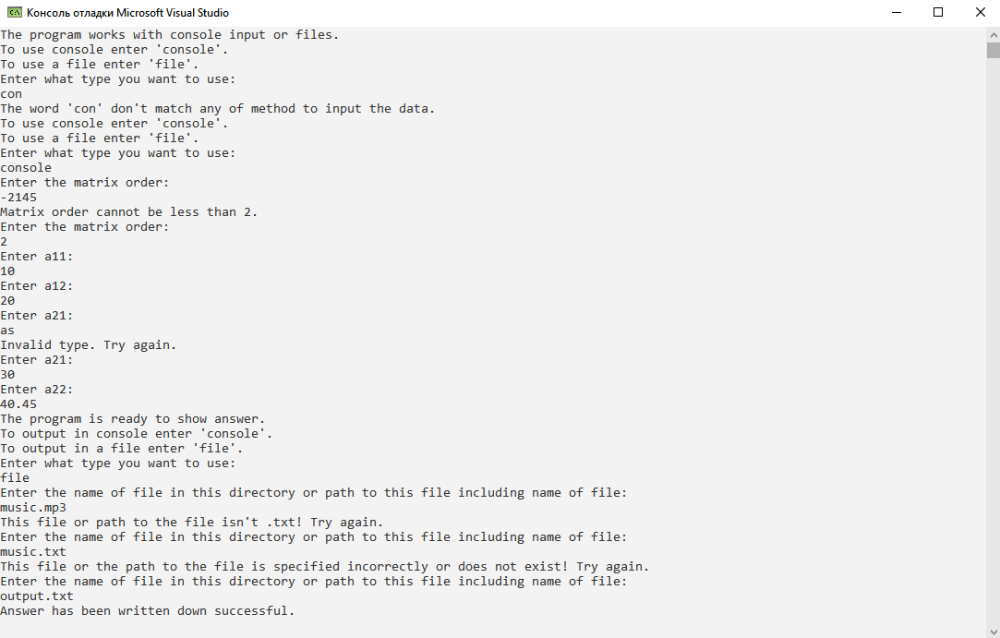 Консоль отладки Microsoft Visual Studio
The program works with console input or files.
To use console enter 'console'.
To use a file enter 'file'.
Enter what type you want to use:
con
The word 'con' don't match any of method to input the data.
To use console enter 'console'.
To use a file enter 'file'.
Enter what type you want to use:
console
Enter the matrix order:
-2145
Matrix order cannot be less than 2.
Enter the matrix order:
2
Enter a11:
10
Enter a12:
20
Enter a21:
as
Invalid type. Try again.
Enter a21:
30
Enter a22:
40.45
The program is ready to show answer.
To output in console enter 'console'.
To output in a file enter 'file'.
Enter what type you want to use:
file
Enter the name of file in this directory or path to this file including name of file:
music.mp3
This file or path to the file isn't .txt! Try again.
Enter the name of file in this directory or path to this file including name of file:
music.txt
This file or the path to the file is specified incorrectly or does not exist! Try again.
Enter the name of file in this directory or path to this file including name of file:
output.txt
Answer has been written down successful.